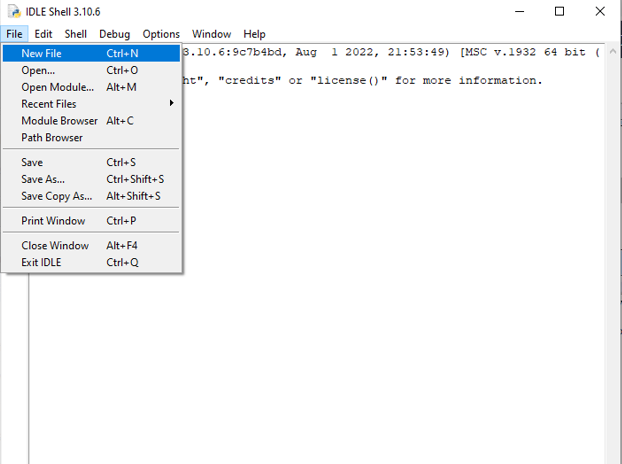 IDLE Shell 3.10.6
File Edit Shell Debug Options Window Help
3.10.6:9c7b4bd, Aug 1 2022, 21:53:49) [MSC v.1932 64 bit (
ht", "credits" or "license()" for more information.
New File Ctrl+N
Open... Ctrl+O
Open Module... Alt+M
Recent Files
Module Browser Alt+C
Path Browser
Save Ctrl+S
Save As... Ctrl+Shift+S
Save Copy As... Alt+Shift+S
Print Window Ctrl+P
Close Window Alt+F4
Exit IDLE Ctrl+Q